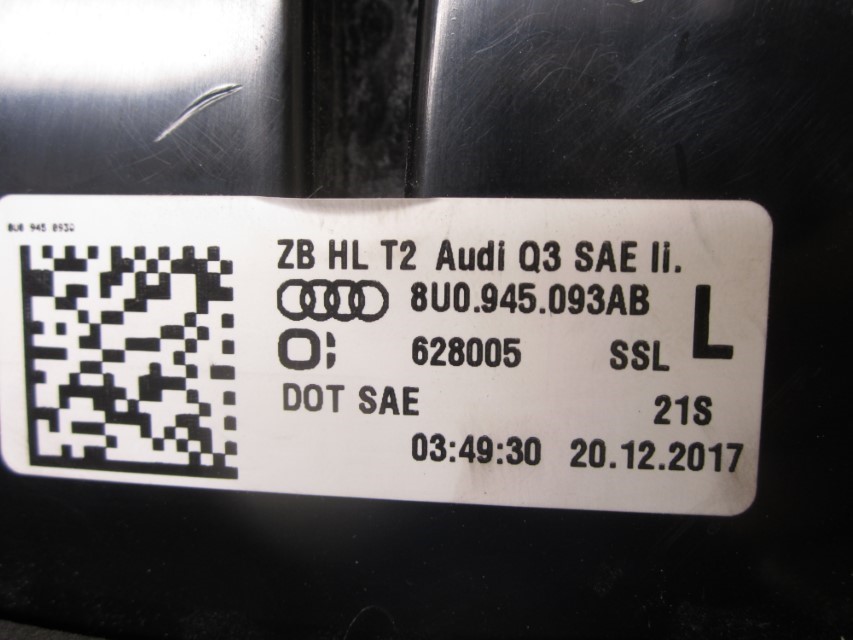 8U0 945 093G
ZB HL T2 Audi Q3 SAE li.
8U0.945.093AB
L
628005 SSL
DOT SAE
21S
03:49:30 20.12.2017